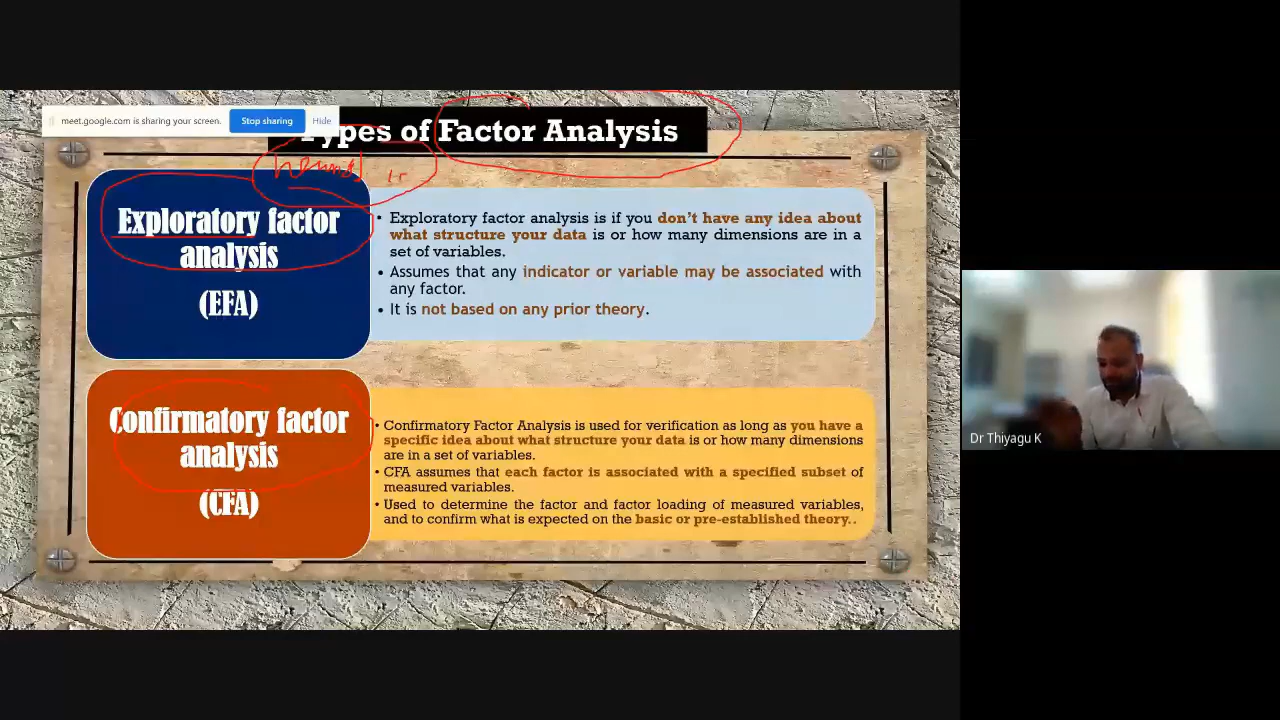 meet.google.com is sharing your screen. Stop sharing Hide
Types of Factor Analysis
Exploratory factor
analysis
(EFA)
• Exploratory factor analysis is if you don’t have any idea about
what structure your data is or how many dimensions are in a
set of variables.
• Assumes that any indicator or variable may be associated with
any factor.
• It is not based on any prior theory.
Confirmatory factor
analysis
(CFA)
• Confirmatory Factor Analysis is used for verification as long as you have a
specific idea about what structure your data is or how many dimensions
are in a set of variables.
• CFA assumes that each factor is associated with a specified subset of
measured variables.
• Used to determine the factor and factor loading of measured variables,
and to confirm what is expected on the basic or pre-established theory. .
Dr Thiyagu K